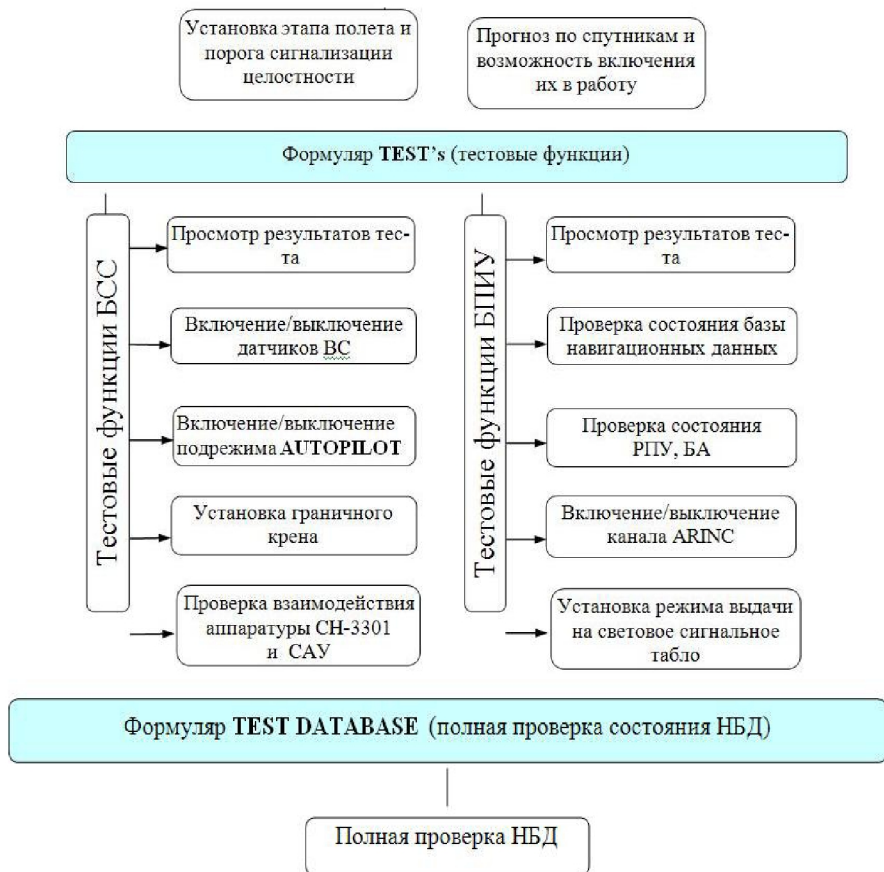 Установка этапа полета и
порога сигнализации
целостности
Прогноз по спутникам и
возможность включения
их в работу
Формуляр TEST’s (тестовые функции)
Тестовые функции БСС
Просмотр результатов тес-
та
Включение/выключение
датчиков ВС
Включение/выключение
подрежима AUTOPILOT
Установка граничного
крена
Проверка взаимодействия
аппаратуры СН-3301
и САУ
Тестовые функции БПИУ
Просмотр результатов тес-
та
Проверка состояния базы
навигационных данных
Проверка состояния
РПУ, БА
Включение/выключение
канала ARINC
Установка режима выдачи
на световое сигнальное
табло
Формуляр TEST DATABASE (полная проверка состояния НБД)
Полная проверка НБД